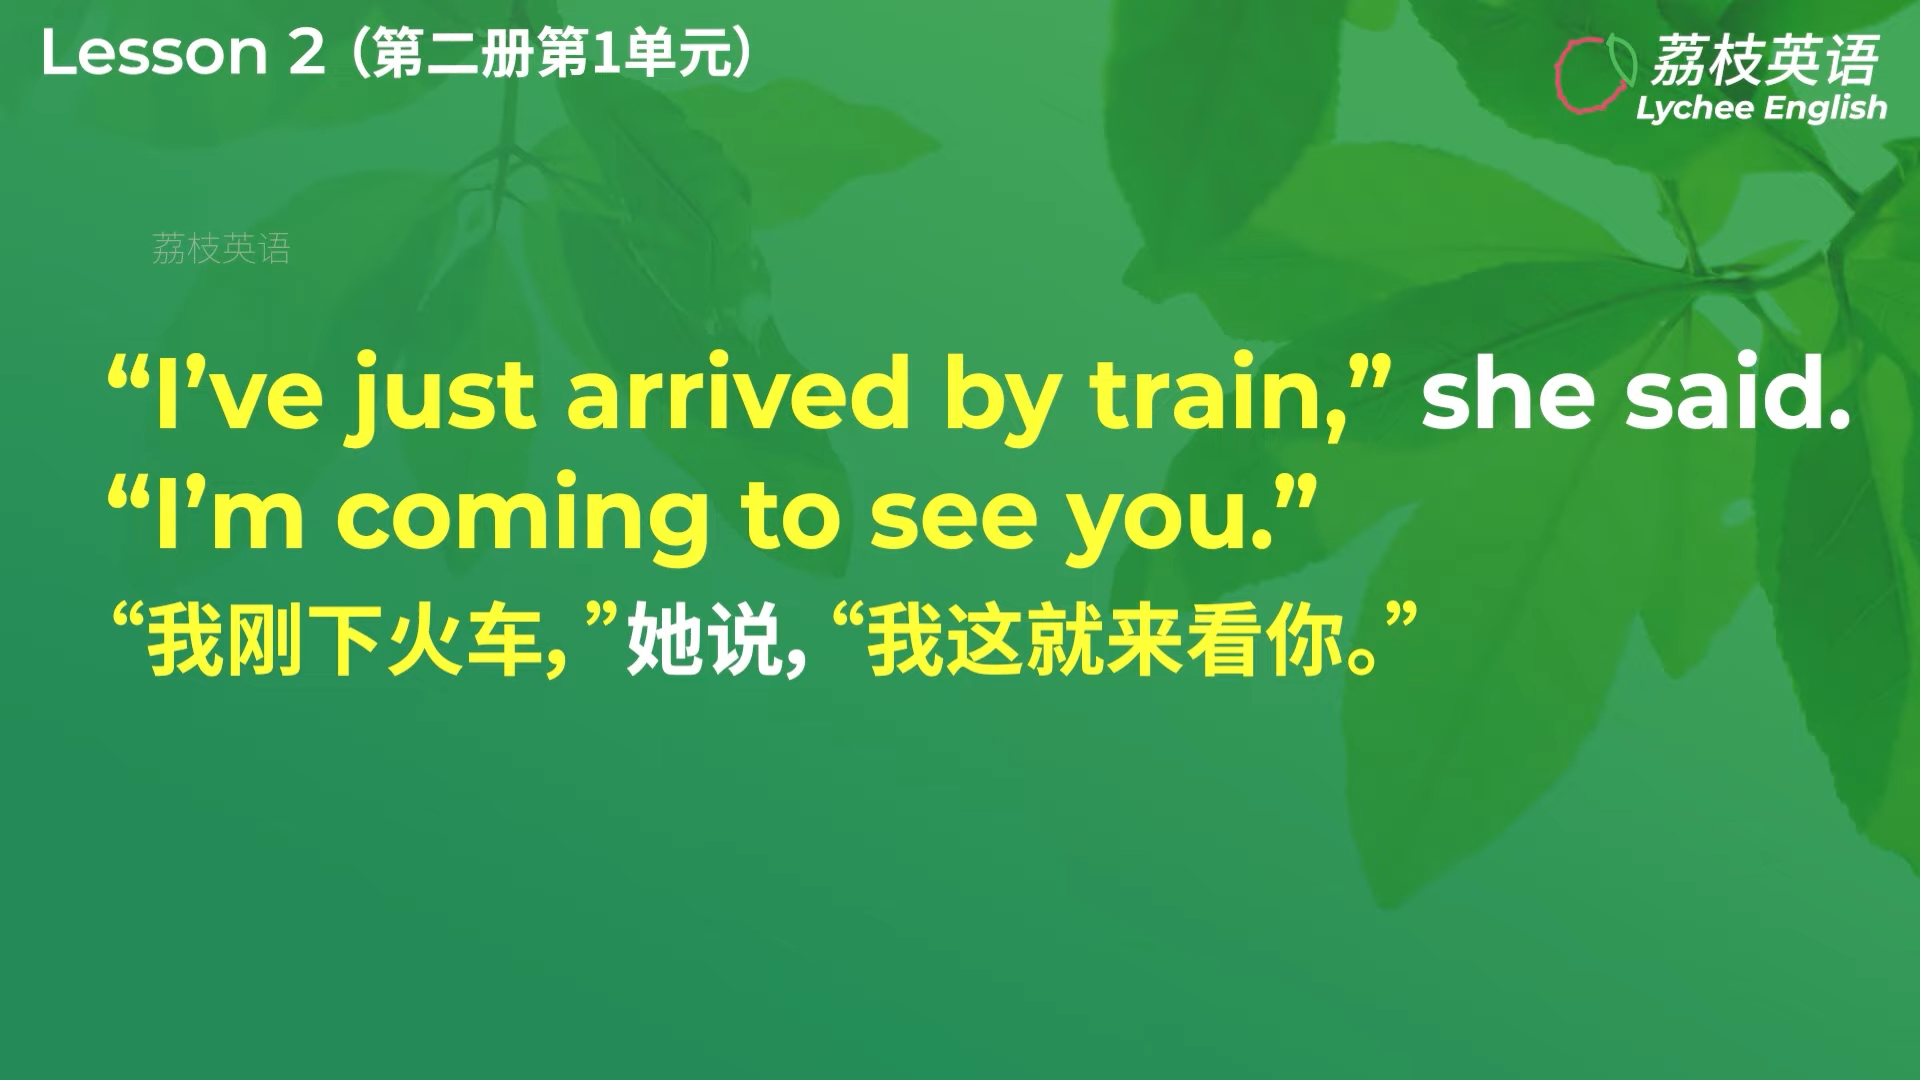 Lesson 2（第二册第1单元）
荔枝英语
Lychee English
荔枝英语
“I’ve just arrived by train,” she said.
“I’m coming to see you.”
“我刚下火车，”她说，“我这就来看你。”